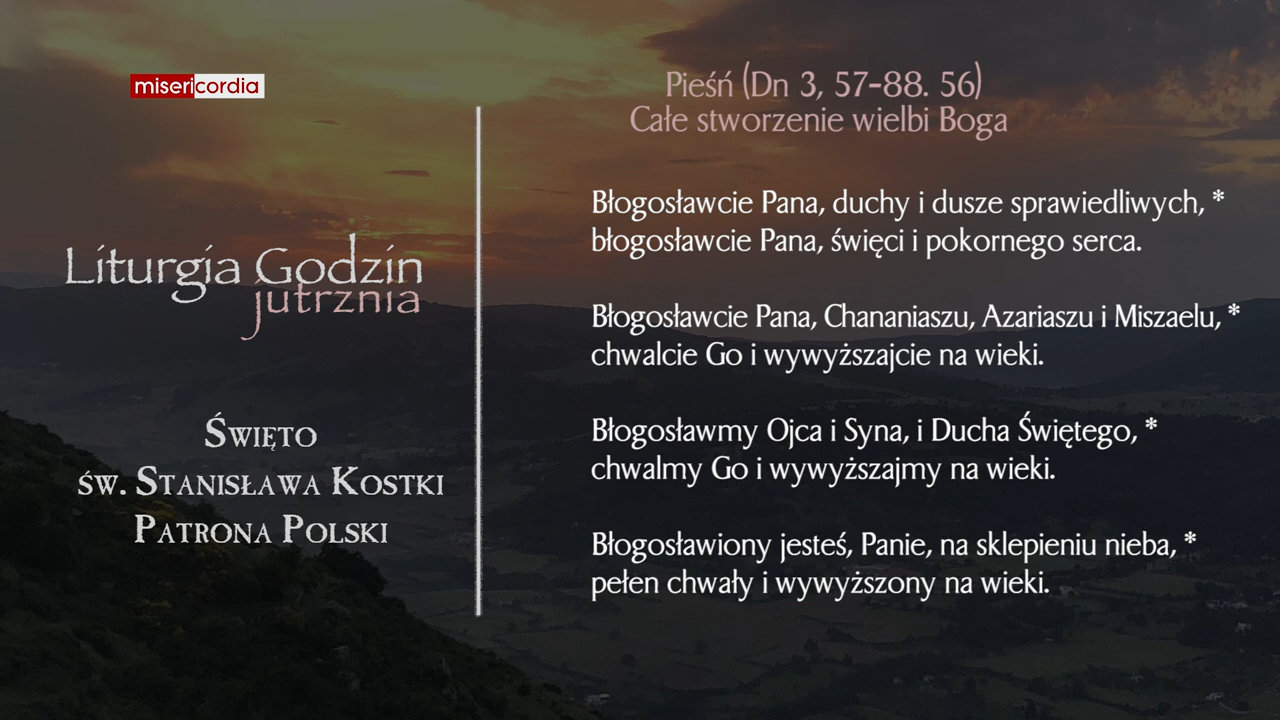 misericordia
Liturgia Godzin
jutrznia
Święto
św. Stanisława Kostki
Patrona Polski
Pieśń (Dn 3, 57-88. 56)
Całe stworzenie wielbi Boga
Błogosławcie Pana, duchy i dusze sprawiedliwych, *
błogosławcie Pana, święci i pokornego serca.
Błogosławcie Pana, Chananiaszu, Azariaszu i Miszaelu, *
chwalcie Go i wywyższajcie na wieki.
Błogosławmy Ojca i Syna, i Ducha Świętego, *
chwalmy Go i wywyższajmy na wieki.
Błogosławiony jesteś, Panie, na sklepieniu nieba, *
pełen chwały i wywyższony na wieki.